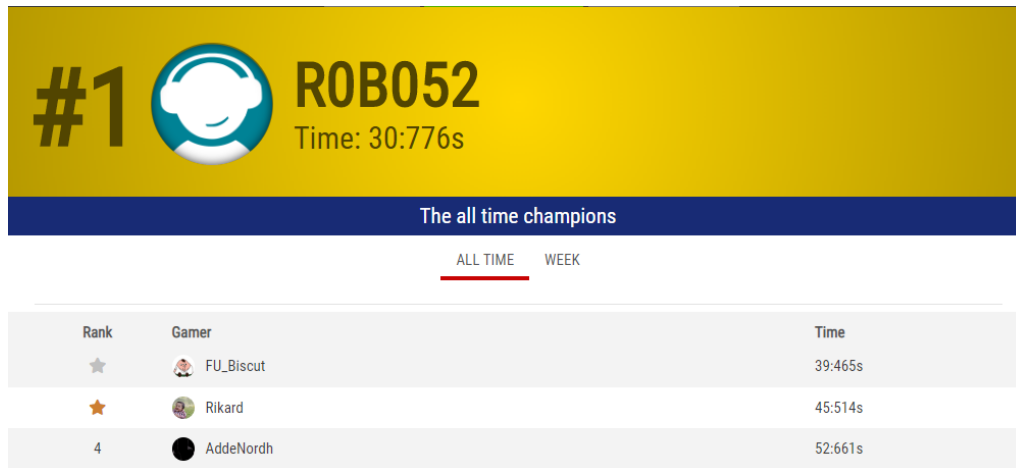 #1
R0B052
Time: 30:776s
The all time champions
ALL TIME WEEK
Rank Gamer Time
FU_Biscut 39:465s
Rikard 45:514s
4 AddeNordh 52:661s